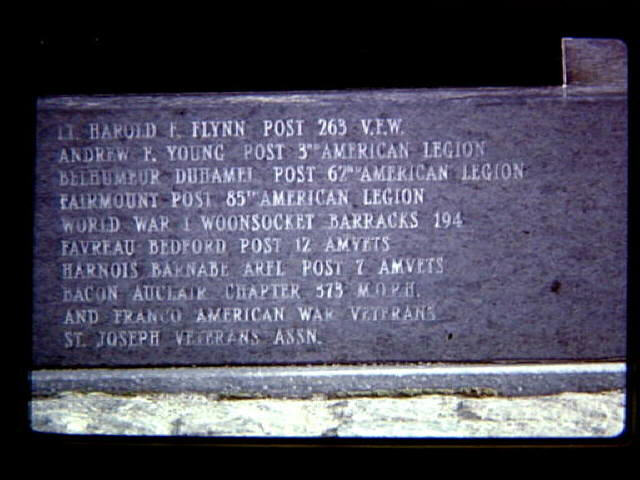 LT. HAROLD F. FLYNN POST 263 V.F.W.
ANDREW F. YOUNG POST 3RD AMERICAN LEGION
BELHUMEUR DUHAMEL POST 62ND AMERICAN LEGION
FAIRMOUNT POST 85TH AMERICAN LEGION
WORLD WAR I WOONSOCKET BARRACKS 194
FAVREAU BEDFORD POST 12 AMVETS
HARNOIS BARNABE AREL POST 7 AMVETS
BACON AUCLAIR CHAPTER 573 M.O.P.H.
AND FRANCO AMERICAN WAR VETERANS
ST. JOSEPH VETERANS ASSN.